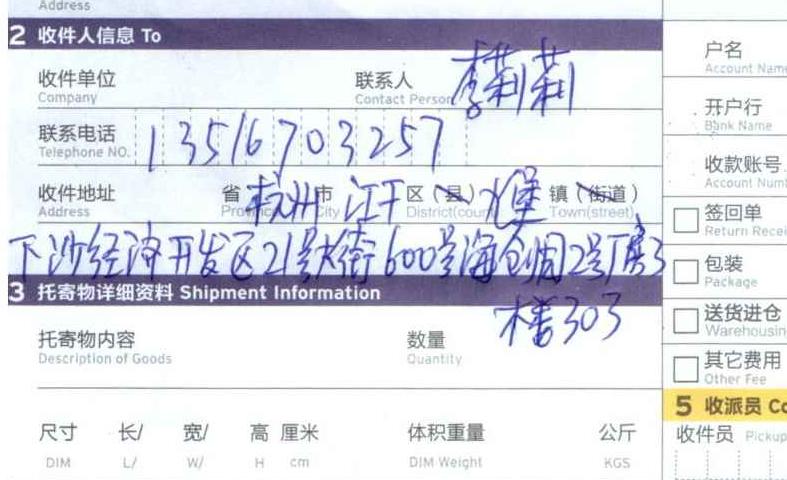 Address
2 收件人信息 To
户名
Account Name
收件单位
Company
联系人 李莉莉
Contact Person
开户行
Bank Name
联系电话 13516703257
Telephone NO.
收款账号
Account Num
收件地址 省 杭州 市 江干 区（县） 九堡 镇（街道）
Address Province City District(county) Town(street)
签回单
Return Recei
下沙经济开发区21号大街600号海创园2号厂房3
包装
Package
3 托寄物详细资料 Shipment Information
楼303
送货进仓
Warehousin
托寄物内容 数量
Description of Goods Quantity
其它费用
Other Fee
5 收派员 Co
尺寸 长/ 宽/ 高 厘米 体积重量 公斤
DIM L/ W/ H cm DIM Weight KGS
收件员 Pickup